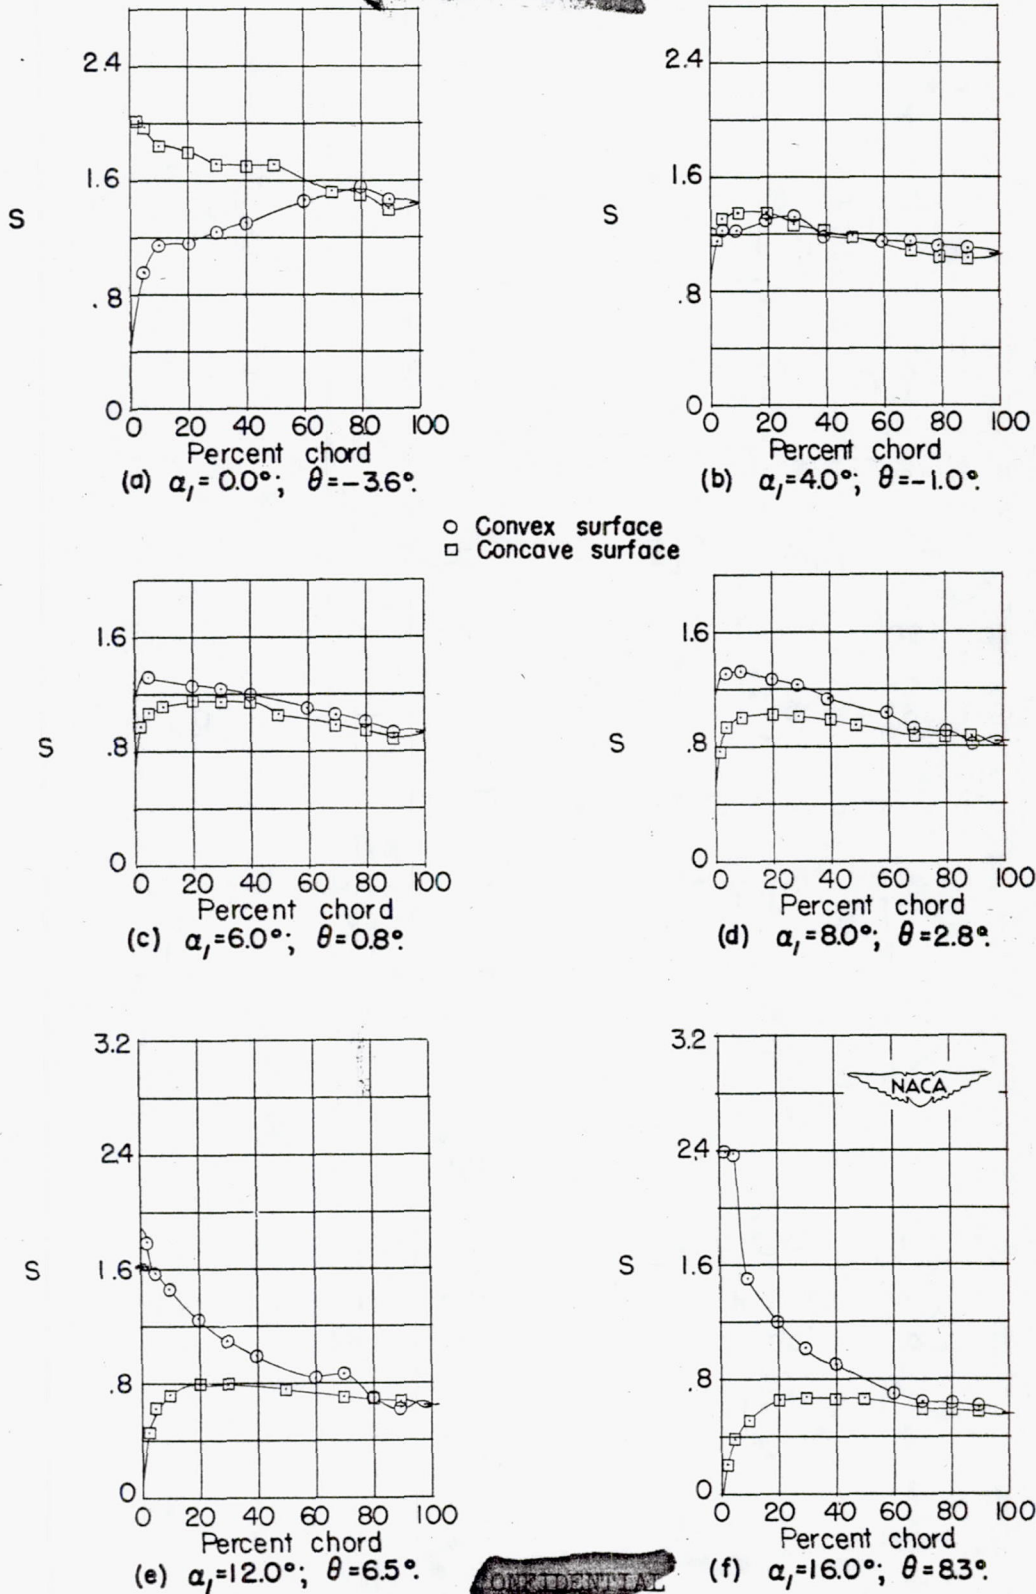 2.4
1.6
S
.8
0
0 20 40 60 80 100
Percent chord
(a) α₁=0.0°; θ=-3.6°.
2.4
1.6
S
.8
0
0 20 40 60 80 100
Percent chord
(b) α₁=4.0°; θ=-1.0°.
○ Convex surface
□ Concave surface
1.6
S
.8
0
0 20 40 60 80 100
Percent chord
(c) α₁=6.0°; θ=0.8°.
1.6
S
.8
0
0 20 40 60 80 100
Percent chord
(d) α₁=8.0°; θ=2.8°.
3.2
2.4
S
1.6
.8
0
0 20 40 60 80 100
Percent chord
(e) α₁=12.0°; θ=6.5°.
3.2
NACA
2.4
S
1.6
.8
0
0 20 40 60 80 100
Percent chord
(f) α₁=16.0°; θ=8.3°.
CONFIDENTIAL